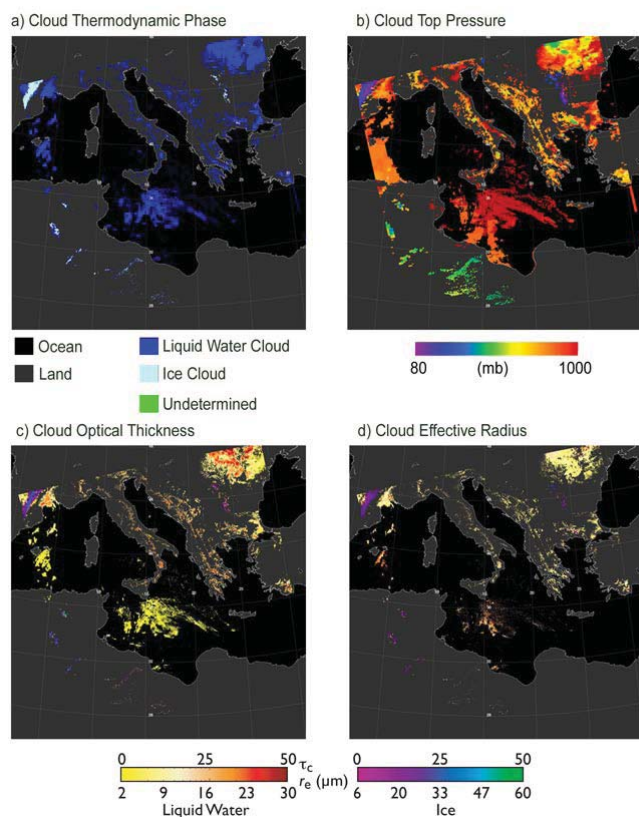 a) Cloud Thermodynamic Phase
b) Cloud Top Pressure
Ocean
Liquid Water Cloud
Land
Ice Cloud
Undetermined
80 (mb) 1000
c) Cloud Optical Thickness
d) Cloud Effective Radius
0 25 50 τc 0 25 50
2 9 16 23 30 re (μm) 6 20 33 47 60
Liquid Water Ice